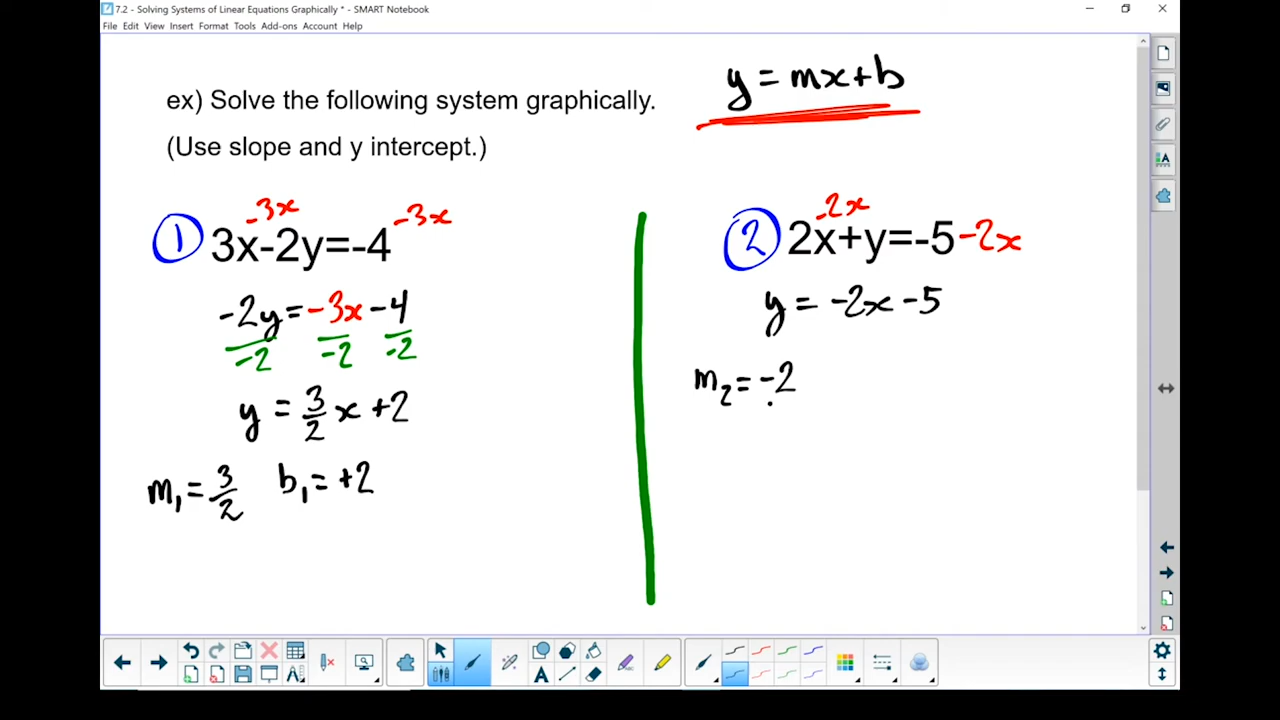 7.2 - Solving Systems of Linear Equations Graphically * - SMART Notebook
File Edit View Insert Format Tools Add-ons Account Help
y = mx+b
ex) Solve the following system graphically.
(Use slope and y intercept.)
-3x -3x
1 3x-2y=-4
-2y = -3x -4
-2 -2 -2
y = 3/2 x +2
m₁ = 3/2 b₁ = +2
-2x
2 2x+y=-5 -2x
y = -2x -5
m₂ = -2